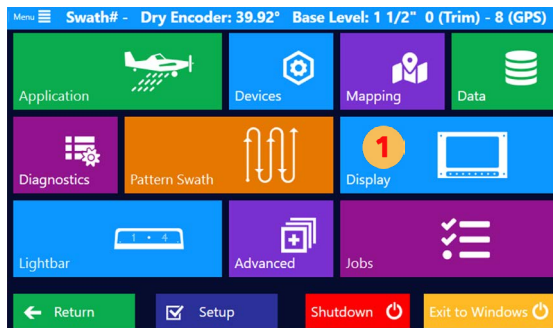 Menu Swath# - Dry Encoder: 39.92° Base Level: 1 1/2" 0 (Trim) - 8 (GPS)
Application
Devices
Mapping
Data
Diagnostics
Pattern Swath
1
Display
1 • 4
Lightbar
Advanced
Jobs
Return
Setup
Shutdown
Exit to Windows